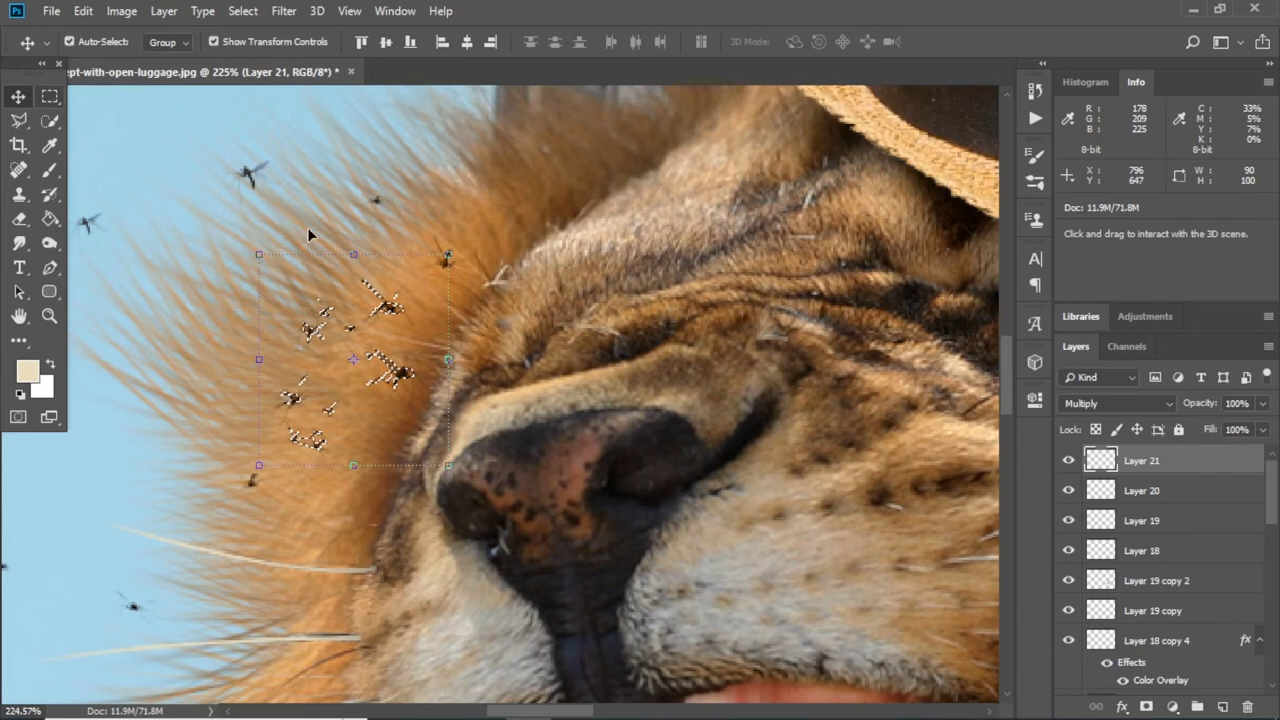 Ps File Edit Image Layer Type Select Filter 3D View Window Help
Auto-Select: Group Show Transform Controls 3D Mode:
ept-with-open-luggage.jpg @ 225% (Layer 21, RGB/8*) * ×
Histogram Info
R : 178 C : 33%
G : 209 M : 5%
B : 225 Y : 7%
K : 0%
8-bit 8-bit
X : 796 W : 90
Y : 647 H : 100
Doc: 11.9M/71.8M
Click and drag to interact with the 3D scene.
Libraries Adjustments
Layers Channels
Kind
Multiply Opacity: 100%
Lock: Fill: 100%
Layer 21
Layer 20
Layer 19
Layer 18
Layer 19 copy 2
Layer 19 copy
Layer 18 copy 4 fx
Effects
Color Overlay
224.57% Doc: 11.9M/71.8M